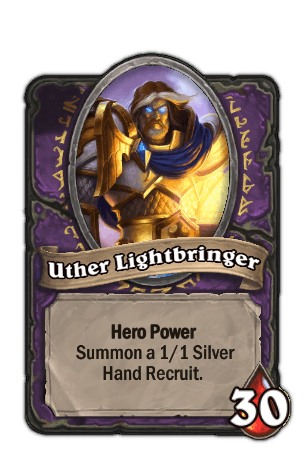 Uther Lightbringer
Hero Power
Summon a 1/1 Silver
Hand Recruit.
30